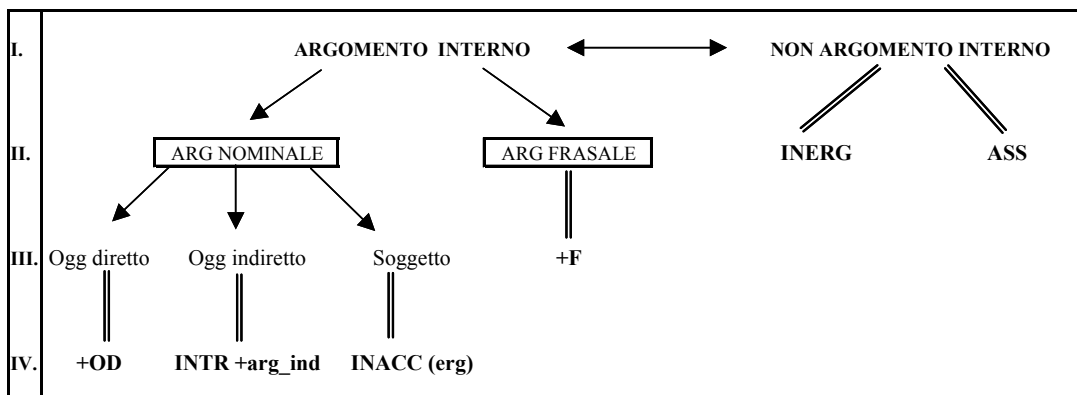 I. ARGOMENTO INTERNO NON ARGOMENTO INTERNO
II. ARG NOMINALE ARG FRASALE INERG ASS
III. Ogg diretto Ogg indiretto Soggetto +F
IV. +OD INTR +arg_ind INACC (erg)